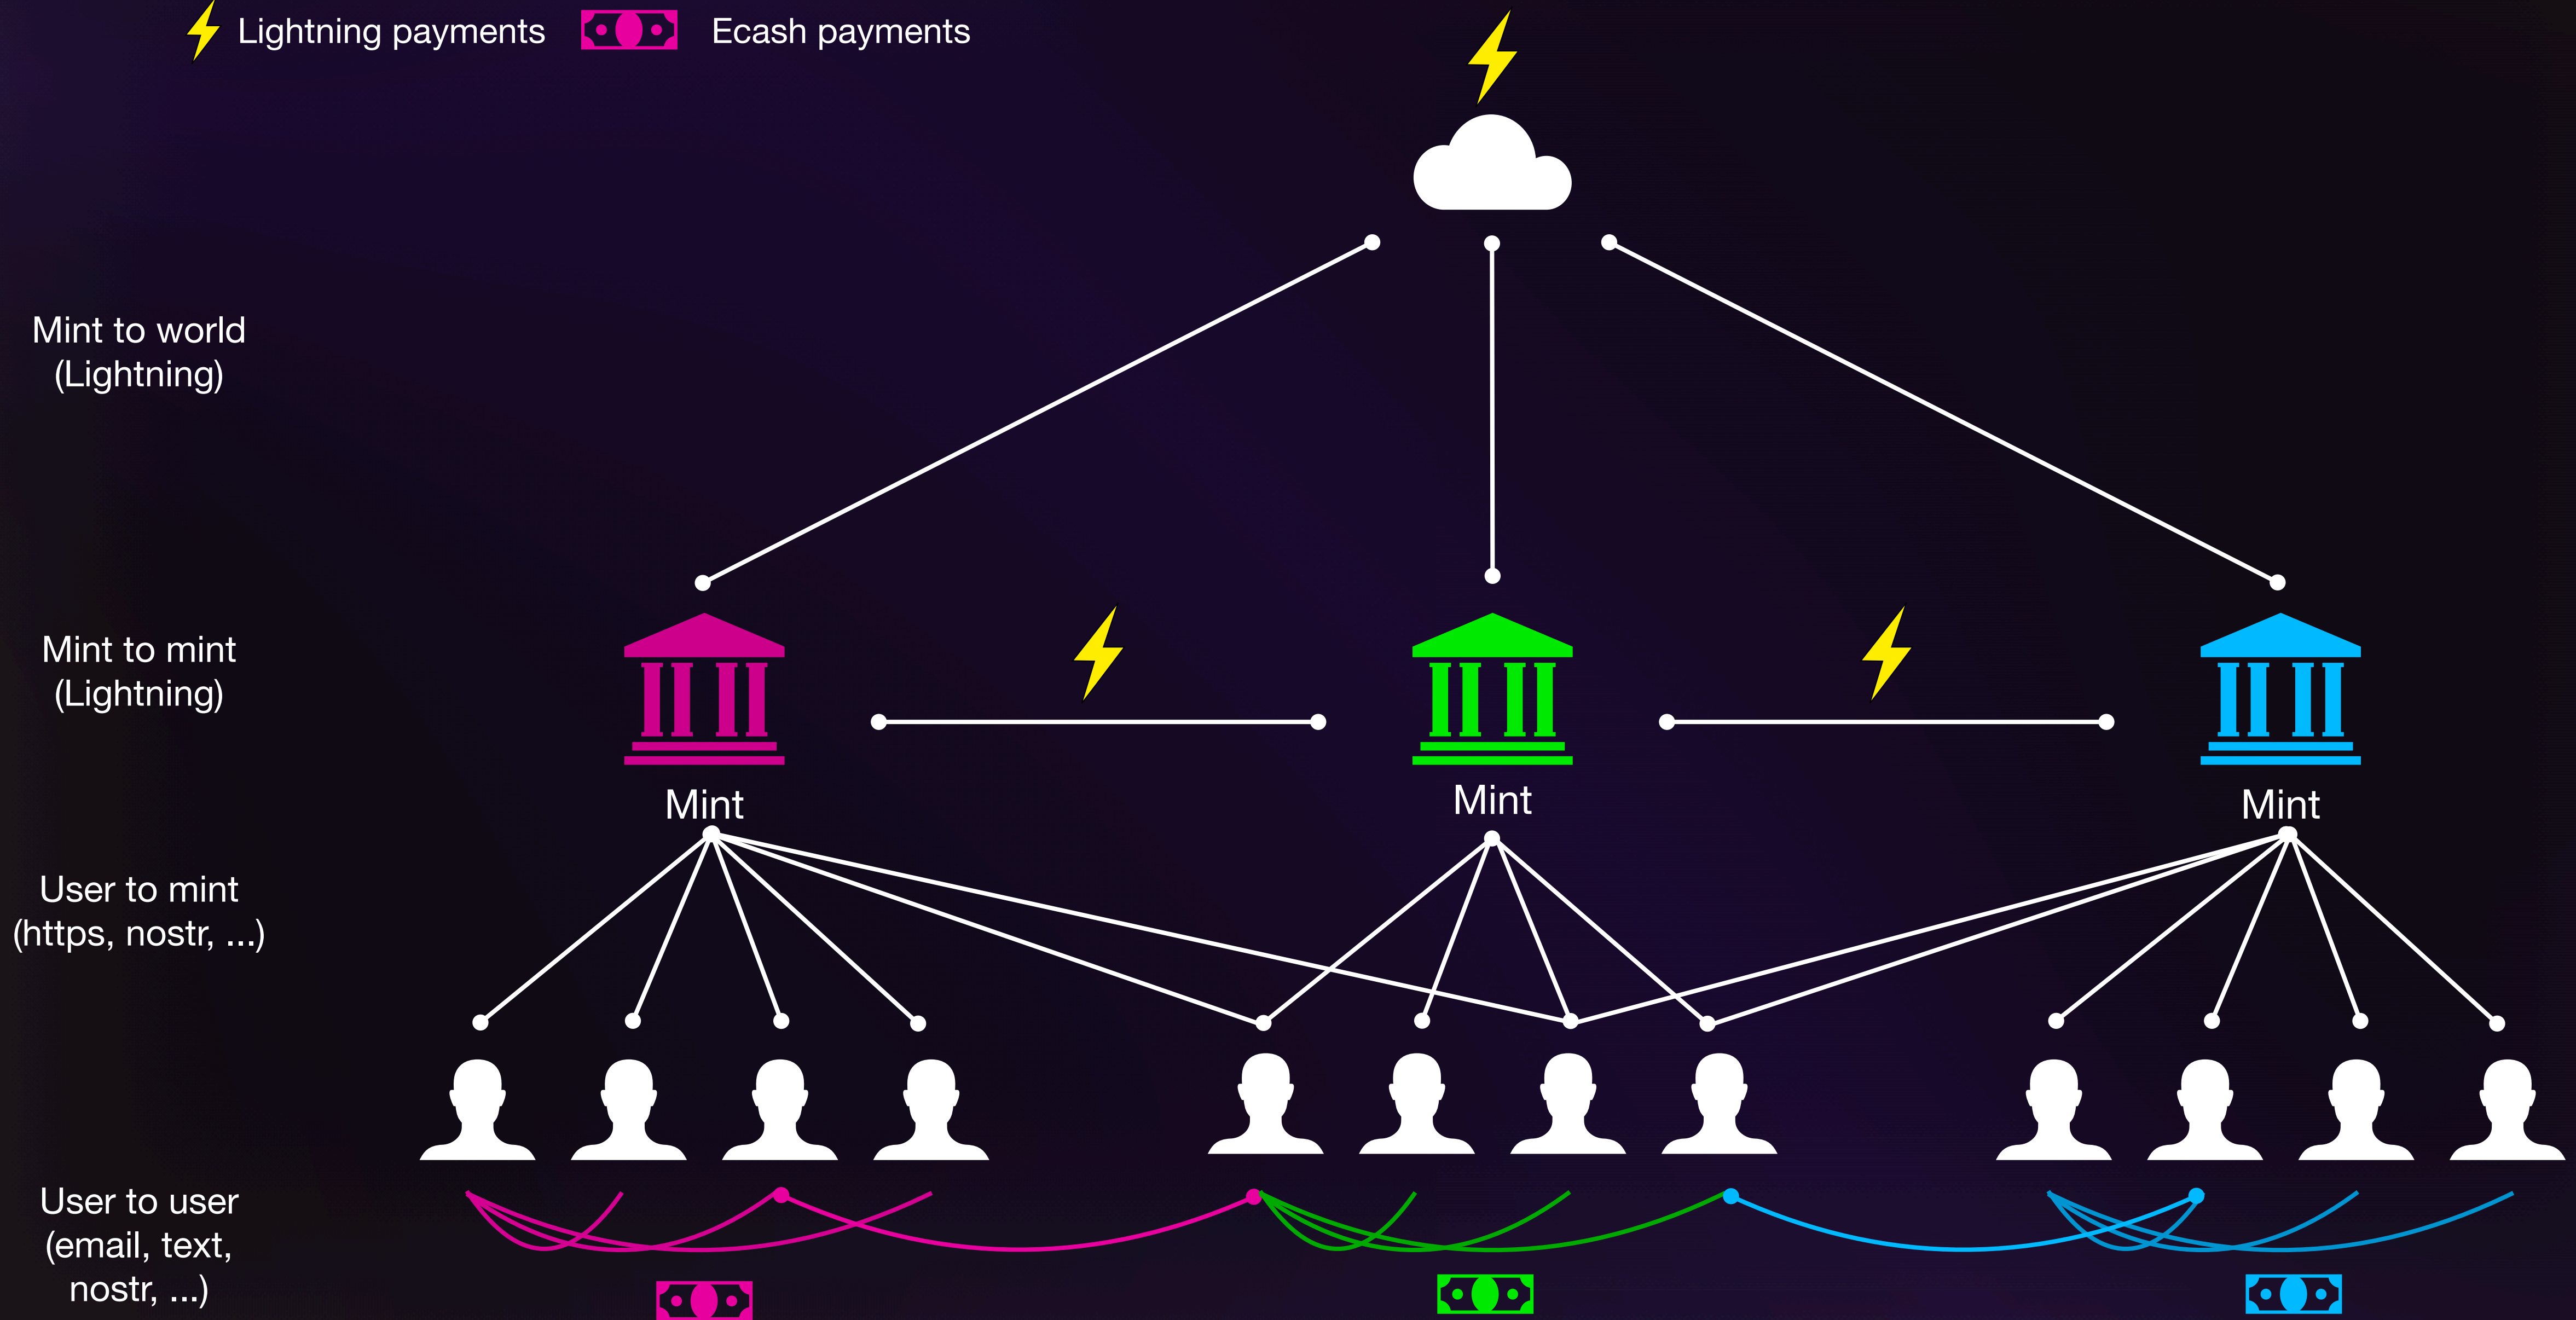 Lightning payments
Ecash payments
Mint to world
(Lightning)
Mint to mint
(Lightning)
Mint
Mint
Mint
User to mint
(https, nostr, ...)
User to user
(email, text,
nostr, ...)